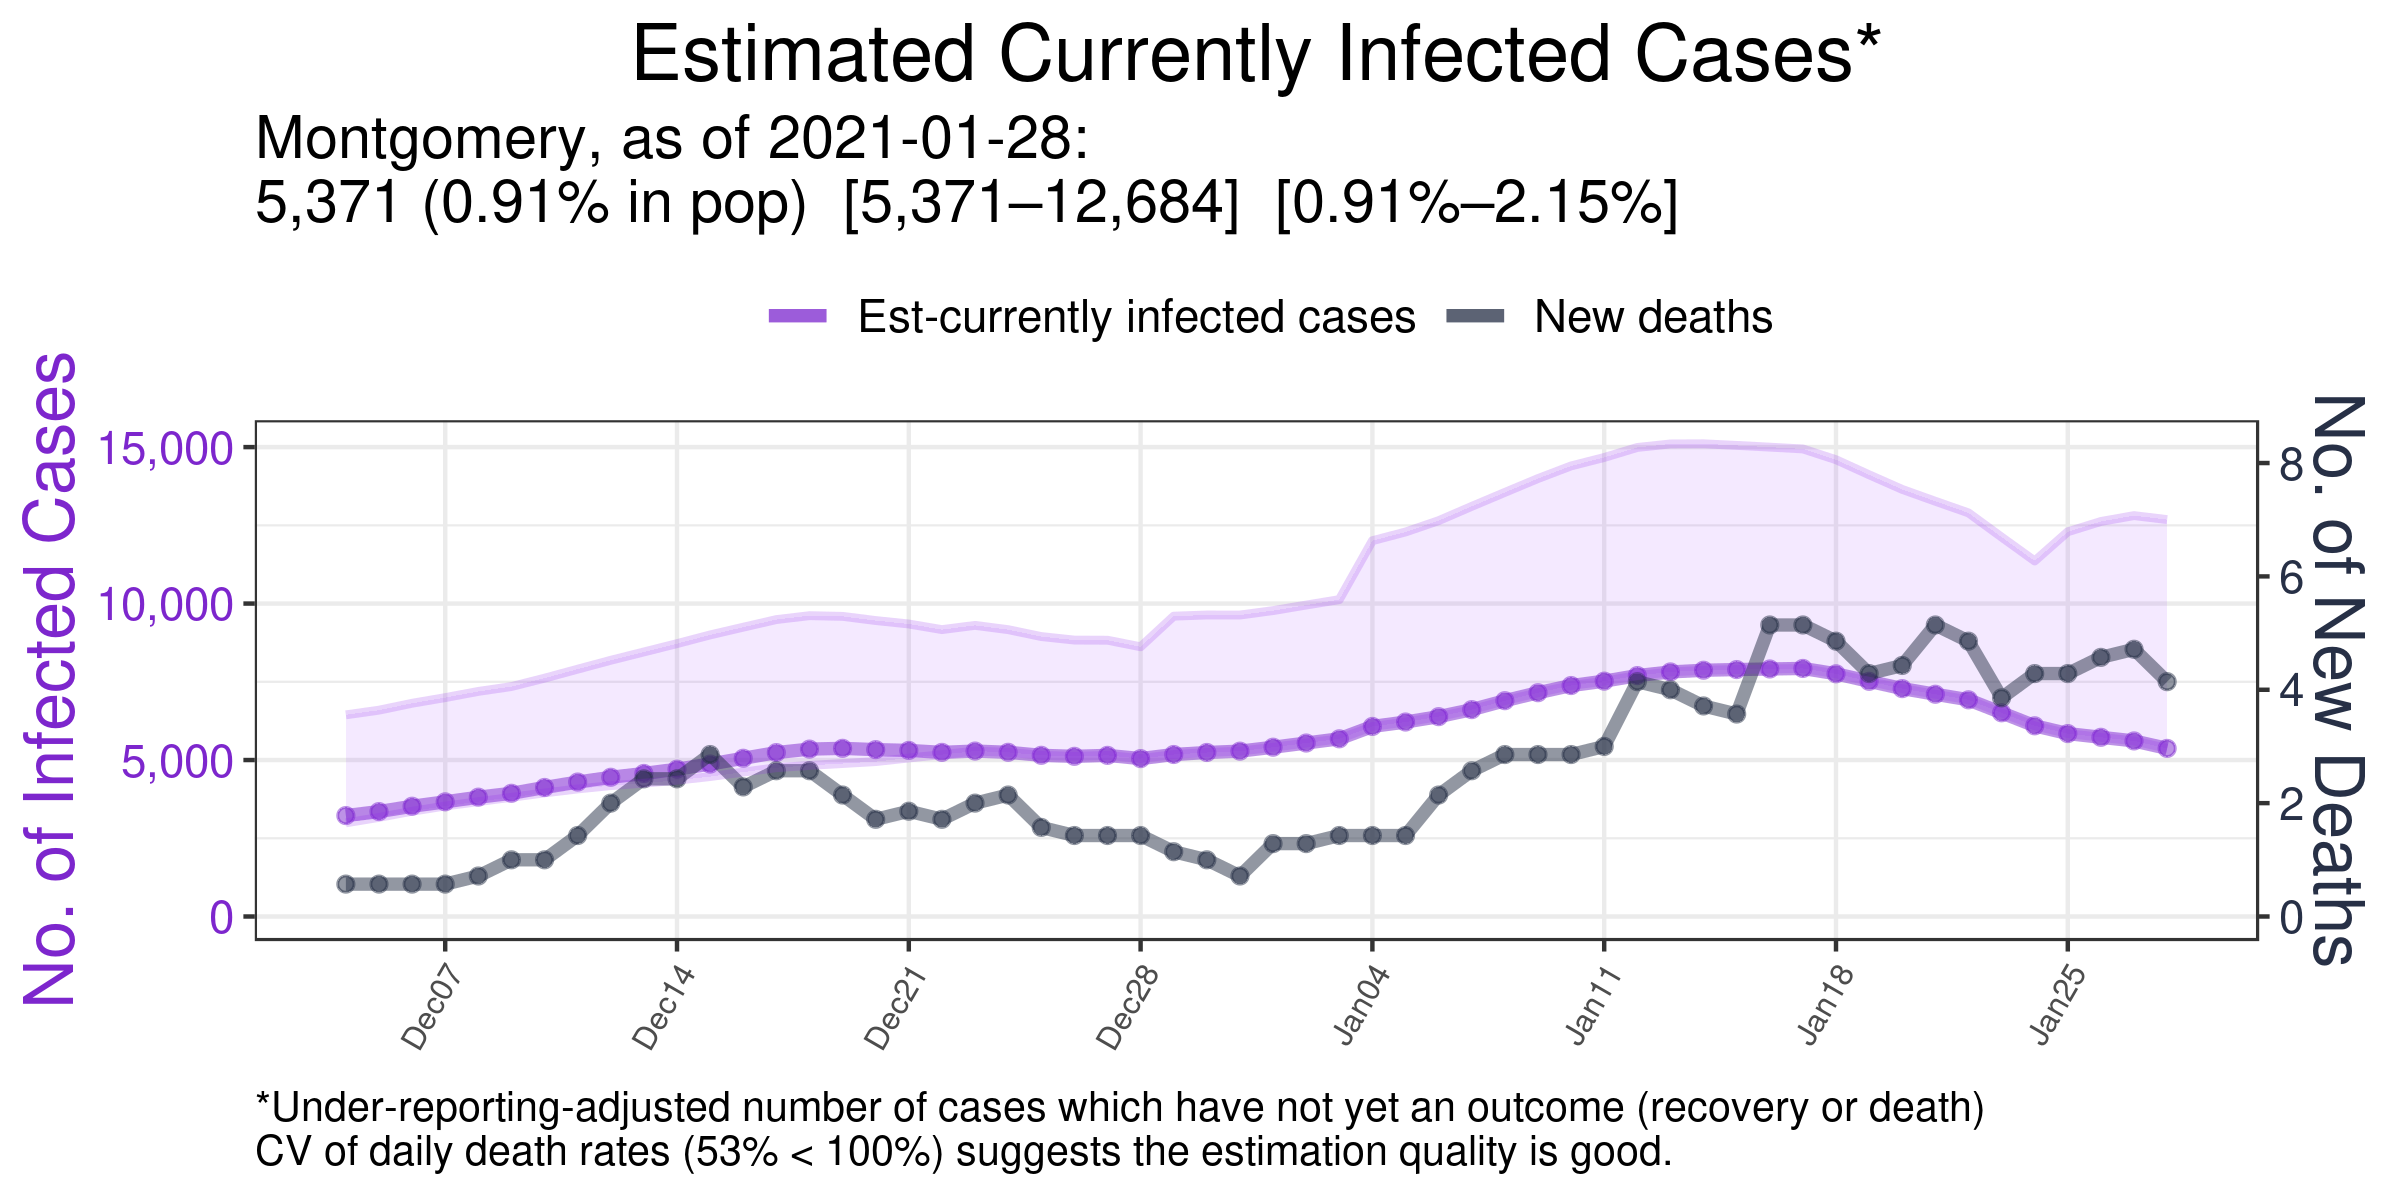 Estimated Currently Infected Cases*
Montgomery, as of 2021-01-28:
5,371 (0.91% in pop)  [5,371–12,684]  [0.91%–2.15%]
Est-currently infected cases
New deaths
No. of Infected Cases
15,000
10,000
5,000
0
8
6
4
2
0
No. of New Deaths
Dec07
Dec14
Dec21
Dec28
Jan04
Jan11
Jan18
Jan25
*Under-reporting-adjusted number of cases which have not yet an outcome (recovery or death)
CV of daily death rates (53% < 100%) suggests the estimation quality is good.